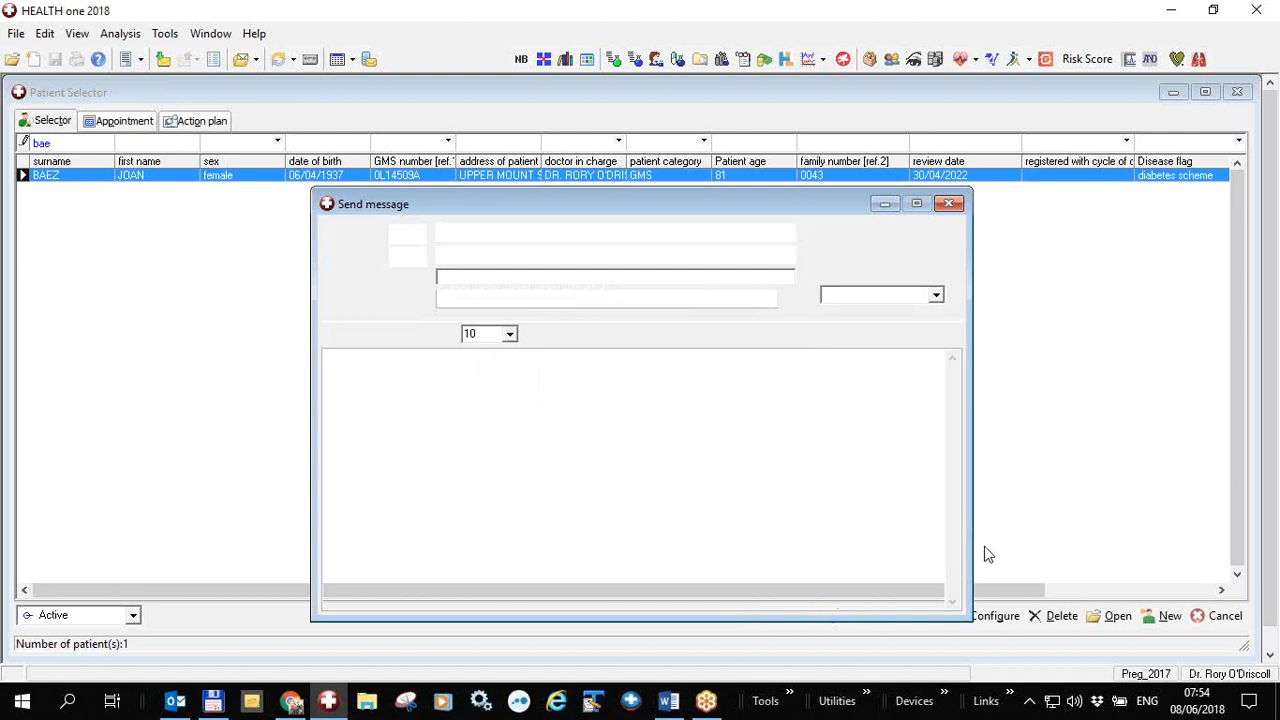 HEALTH one 2018
File Edit View Analysis Tools Window Help
NB Risk Score
Patient Selector
Selector Appointment Action plan
bae
surname first name sex date of birth GMS number [ref. address of patient doctor in charge patient category Patient age family number [ref.2] review date registered with cycle of c Disease flag
BAEZ JOAN female 06/04/1937 0L14509A UPPER MOUNT S DR. RORY O'DRIS GMS 81 0043 30/04/2022 diabetes scheme
Send message
10
Active Configure Delete Open New Cancel
Number of patient(s):1
Preg_2017 Dr. Rory O'Driscoll
Tools Utilities Devices Links ENG
07:54
08/06/2018